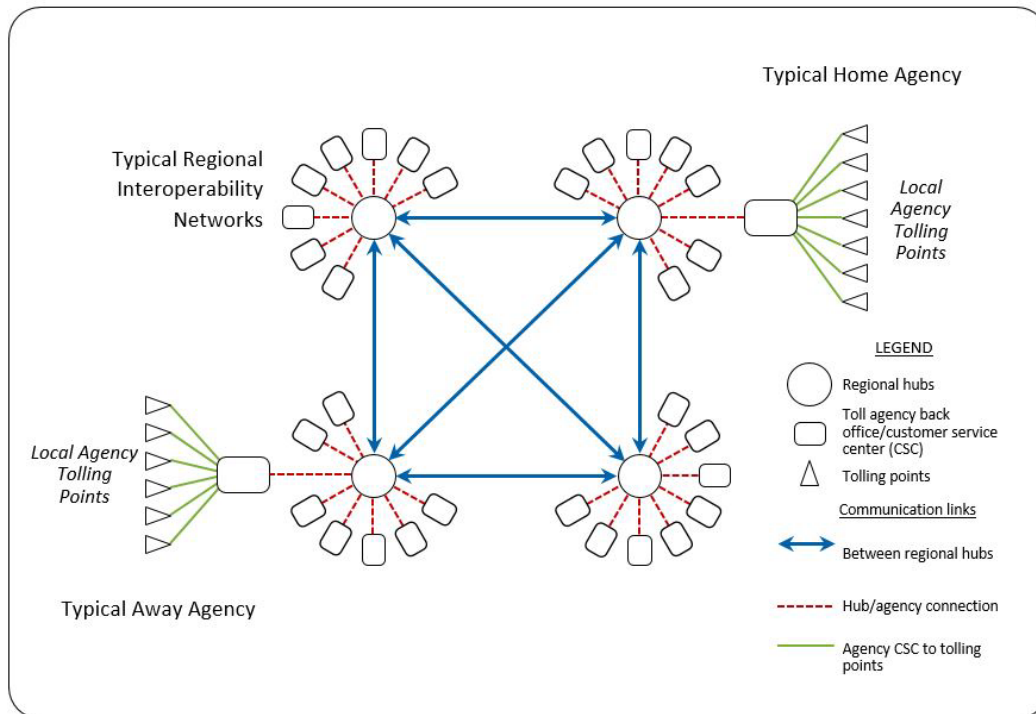 Typical Home Agency
Typical Regional
Interoperability
Networks
Local
Agency
Tolling
Points
LEGEND
Regional hubs
Toll agency back
office/customer service
center (CSC)
Tolling points
Communication links
Between regional hubs
Hub/agency connection
Agency CSC to tolling
points
Local Agency
Tolling
Points
Typical Away Agency